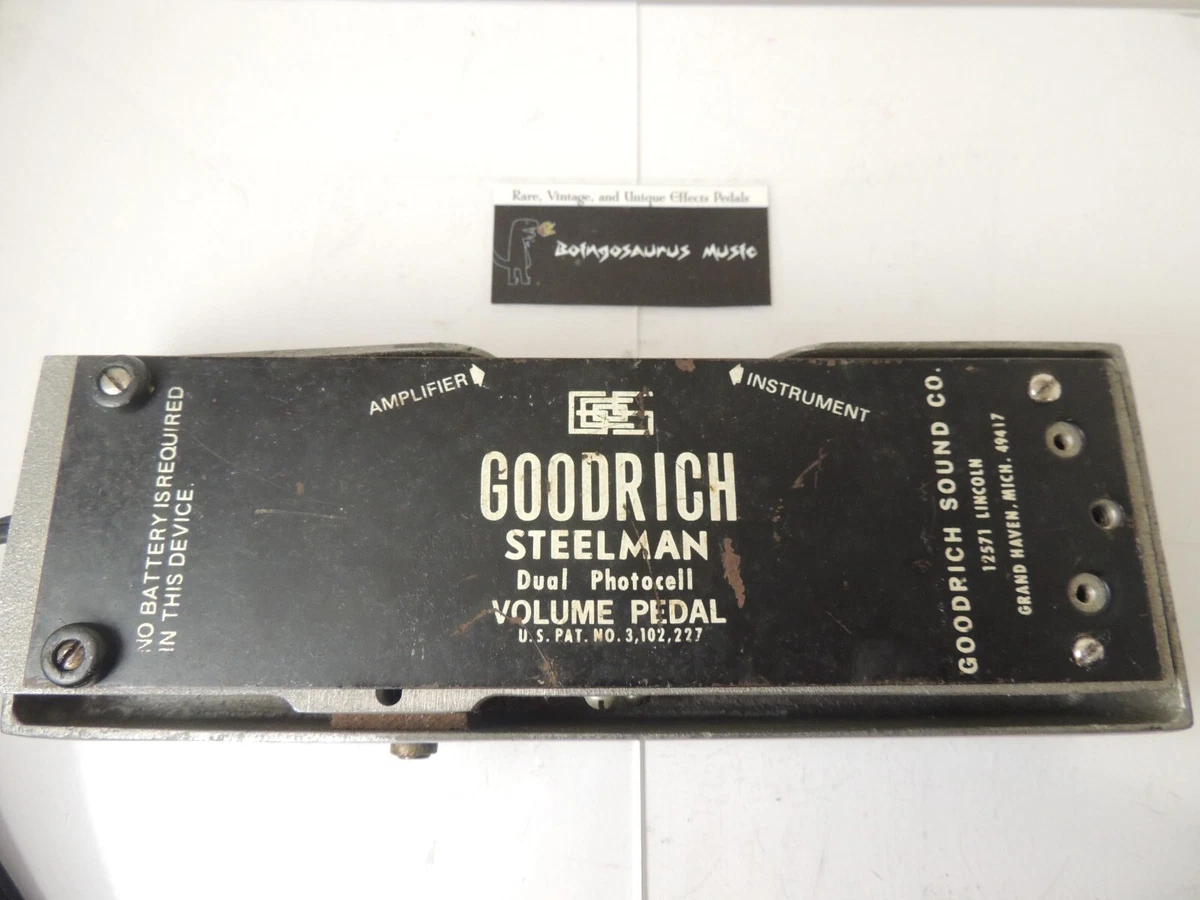 Rare, Vintage, and Unique Effects Pedals
Boingosaurus Music
AMPLIFIER
INSTRUMENT
GOODRICH
STEELMAN
Dual Photocell
VOLUME PEDAL
U.S. PAT. NO. 3,102,227
NO BATTERY IS REQUIRED
IN THIS DEVICE.
GOODRICH SOUND CO.
12571 LINCOLN
GRAND HAVEN, MICH. 49417